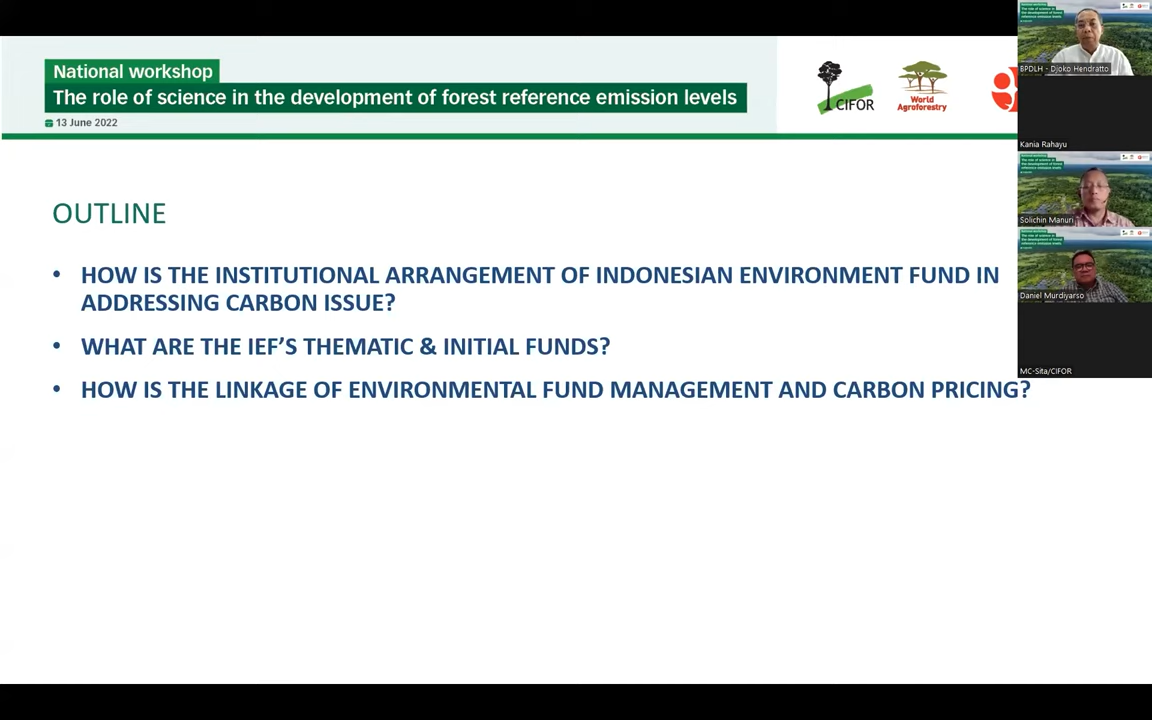 National workshop
The role of science in the development of forest reference emission levels
13 June 2022
CIFOR
World
Agroforestry
OUTLINE
• HOW IS THE INSTITUTIONAL ARRANGEMENT OF INDONESIAN ENVIRONMENT FUND IN
ADDRESSING CARBON ISSUE?
• WHAT ARE THE IEF'S THEMATIC & INITIAL FUNDS?
• HOW IS THE LINKAGE OF ENVIRONMENTAL FUND MANAGEMENT AND CARBON PRICING?
BPDLH - Djoko Hendratto
Kania Rahayu
Solichin Manuri
Daniel Murdiyarso
MC-Sita/CIFOR